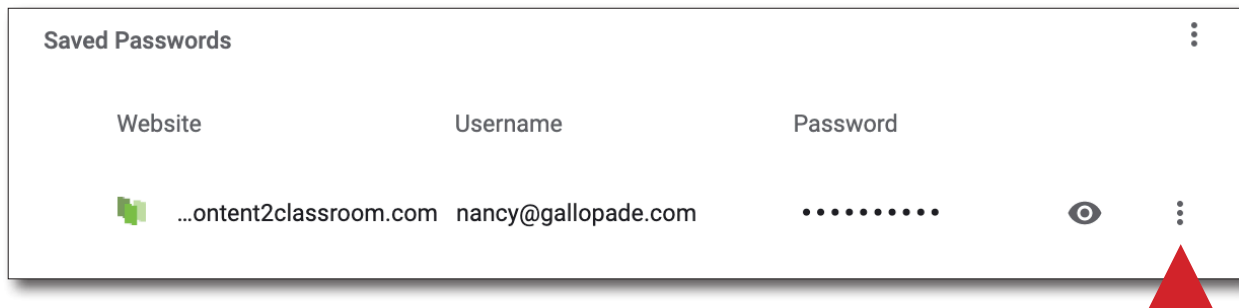 Saved Passwords
Website Username Password
...ontent2classroom.com nancy@gallopade.com ••••••••••